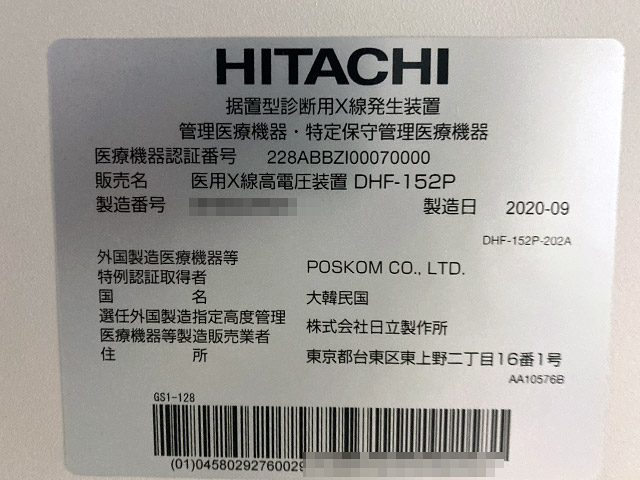 HITACHI
据置型診断用X線発生装置
管理医療機器・特定保守管理医療機器
医療機器認証番号 228ABBZI00070000
販売名 医用X線高電圧装置 DHF-152P
製造番号 製造日 2020-09
DHF-152P-202A
外国製造医療機器等
特例認証取得者 POSKOM CO., LTD.
国名 大韓民国
選任外国製造指定高度管理
医療機器等製造販売業者 株式会社日立製作所
住所 東京都台東区東上野二丁目16番1号
AA10576B
GS1-128
(01)04580292760029